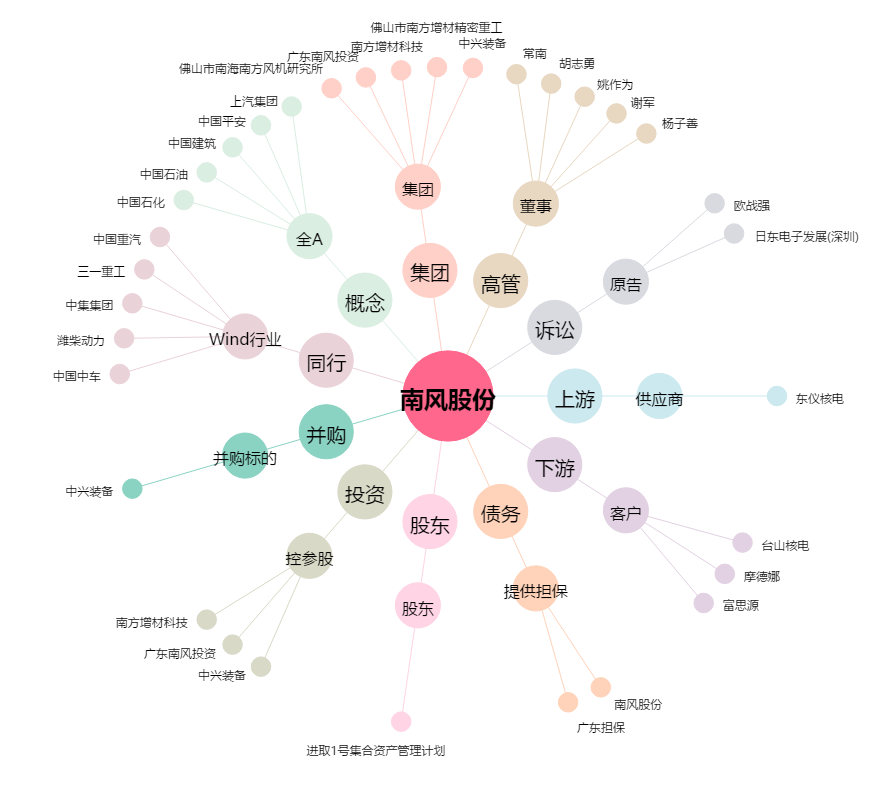 佛山市南方增材精密重工
中兴装备
南方增材科技
广东南风投资
佛山市南海南方风机研究所
常南
胡志勇
姚作为
谢军
杨子善
上汽集团
中国平安
中国建筑
中国石油
中国石化
集团
董事
欧战强
日东电子发展(深圳)
全A
中国重汽
三一重工
中集集团
潍柴动力
中国中车
集团
高管
原告
概念
诉讼
Wind行业
同行
南风股份
上游
供应商
东仪核电
并购
并购标的
中兴装备
下游
投资
股东
债务
客户
台山核电
摩德娜
富思源
控参股
提供担保
股东
南方增材科技
广东南风投资
中兴装备
南风股份
广东担保
进取1号集合资产管理计划